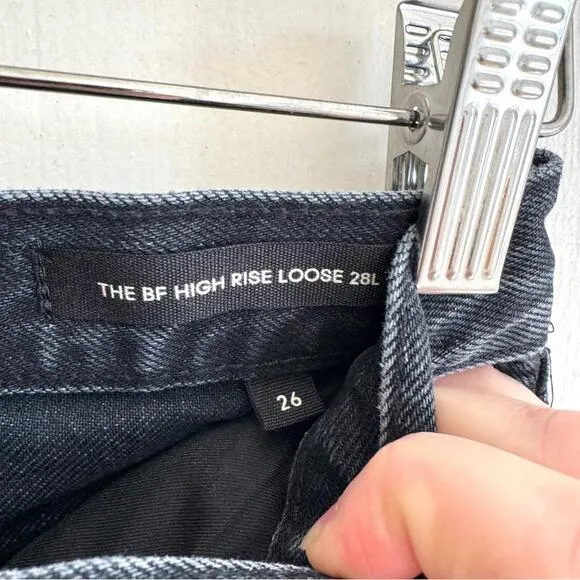 THE BF HIGH RISE LOOSE 28L
26